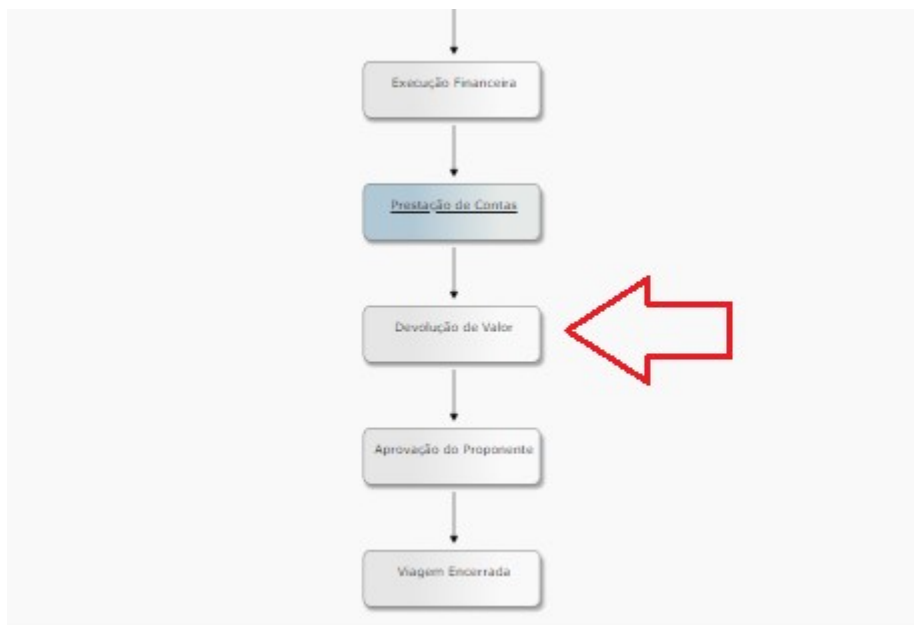 Execução Financeira
Prestação de Contas
Devolução de Valor
Aprovação do Proponente
Viagem Encerrada